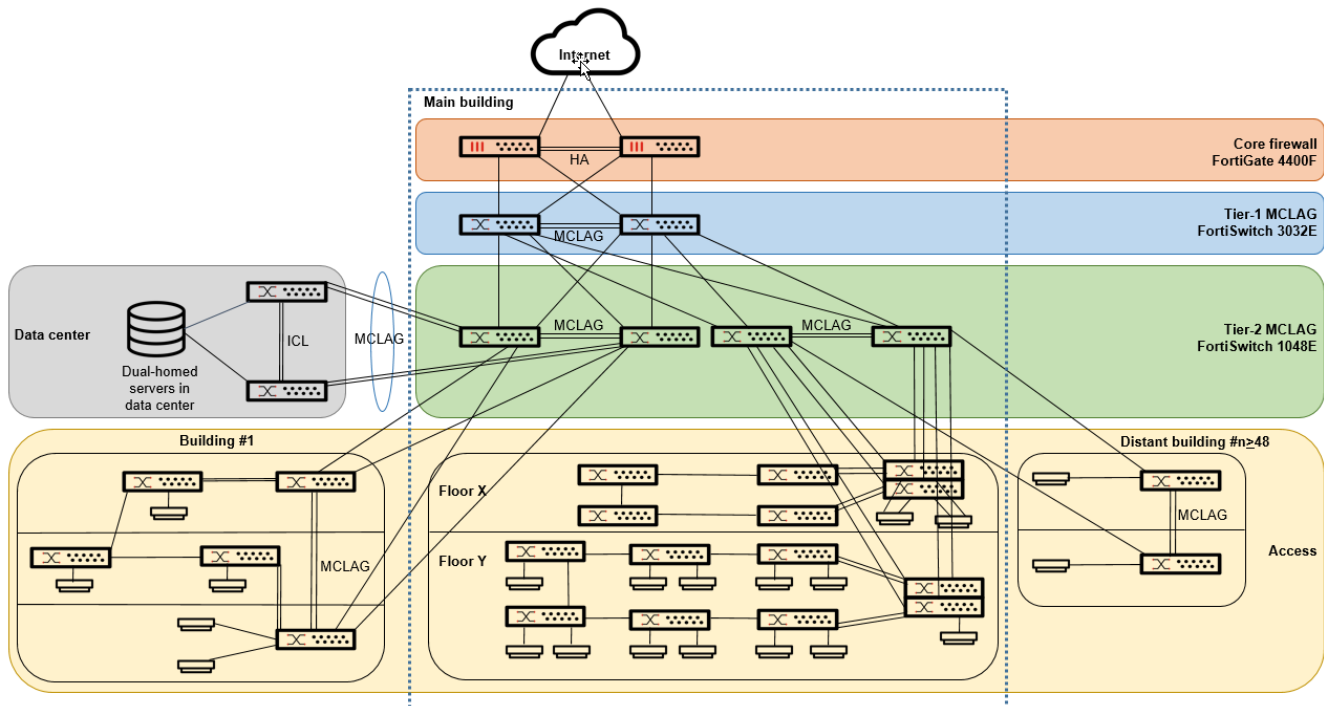 Internet
Main building
HA
Core firewall
FortiGate 4400F
MCLAG
Tier-1 MCLAG
FortiSwitch 3032E
Data center
Dual-homed
servers in
data center
ICL
MCLAG
MCLAG
MCLAG
Tier-2 MCLAG
FortiSwitch 1048E
Building #1
MCLAG
Floor X
Floor Y
Distant building #n≥48
MCLAG
Access